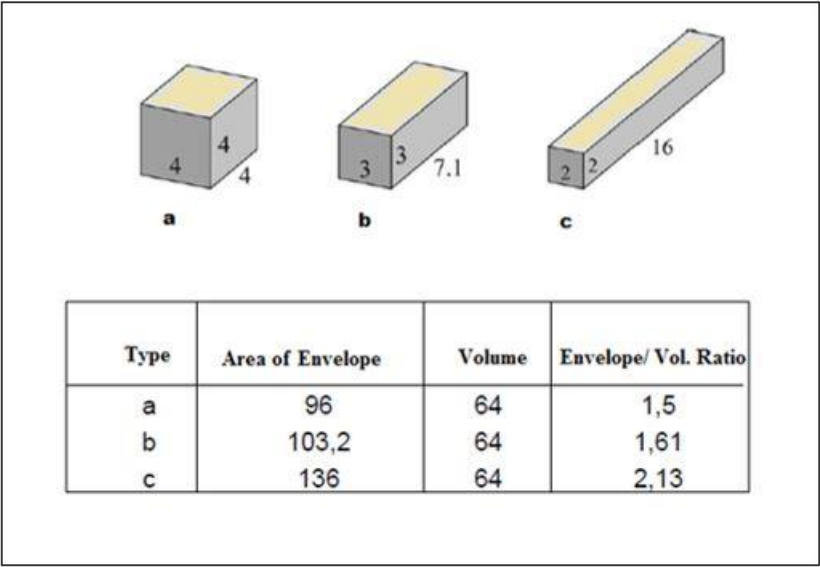 4 4 4
3 3 7.1
2 2 16
a b c
Type Area of Envelope Volume Envelope/ Vol. Ratio
a 96 64 1,5
b 103,2 64 1,61
c 136 64 2,13